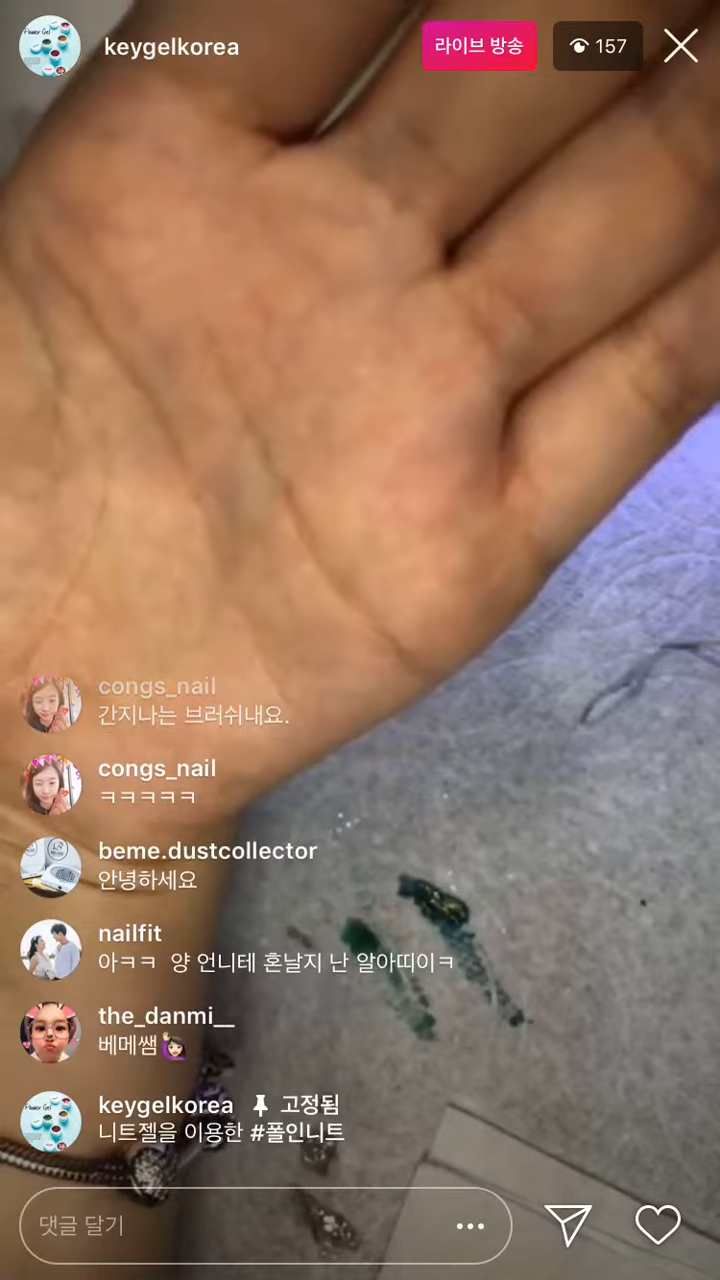 keygelkorea
라이브 방송
157
congs_nail
간지나는 브러쉬내요.
congs_nail
ㅋㅋㅋㅋㅋ
beme.dustcollector
안녕하세요
nailfit
아ㅋㅋ 양 언니테 혼날지 난 알아띠이ㅋ
the_danmi__
베메쌤🙋🏻‍♀️
keygelkorea 고정됨
니트젤을 이용한 #폴인니트
댓글 달기